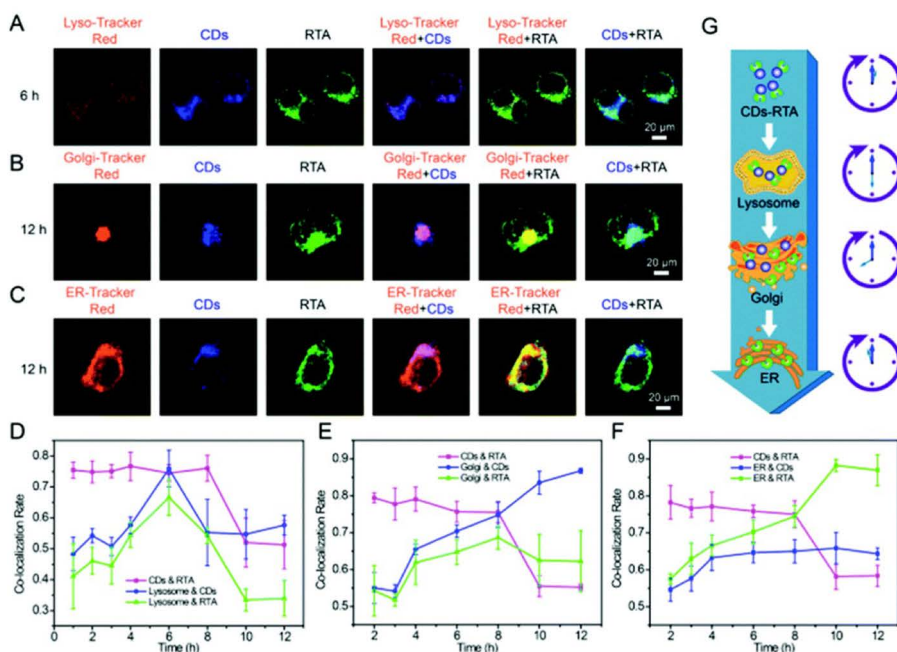 A
Lyso-Tracker
Red
CDs
RTA
Lyso-Tracker
Red+CDs
Lyso-Tracker
Red+RTA
CDs+RTA
6 h
20 μm
B
Golgi-Tracker
Red
CDs
RTA
Golgi-Tracker
Red+CDs
Golgi-Tracker
Red+RTA
CDs+RTA
12 h
20 μm
C
ER-Tracker
Red
CDs
RTA
ER-Tracker
Red+CDs
ER-Tracker
Red+RTA
CDs+RTA
12 h
20 μm
D
Co-localization Rate
0.8
0.7
0.6
0.5
0.4
0.3
CDs & RTA
Lysosome & CDs
Lysosome & RTA
0 2 4 6 8 10 12
Time (h)
E
Co-localization Rate
0.9
0.8
0.7
0.6
0.5
CDs & RTA
Golgi & CDs
Golgi & RTA
2 4 6 8 10 12
Time (h)
F
Co-localization Rate
0.9
0.8
0.7
0.6
0.5
CDs & RTA
ER & CDs
ER & RTA
2 4 6 8 10 12
Time (h)
G
CDs-RTA
Lysosome
Golgi
ER